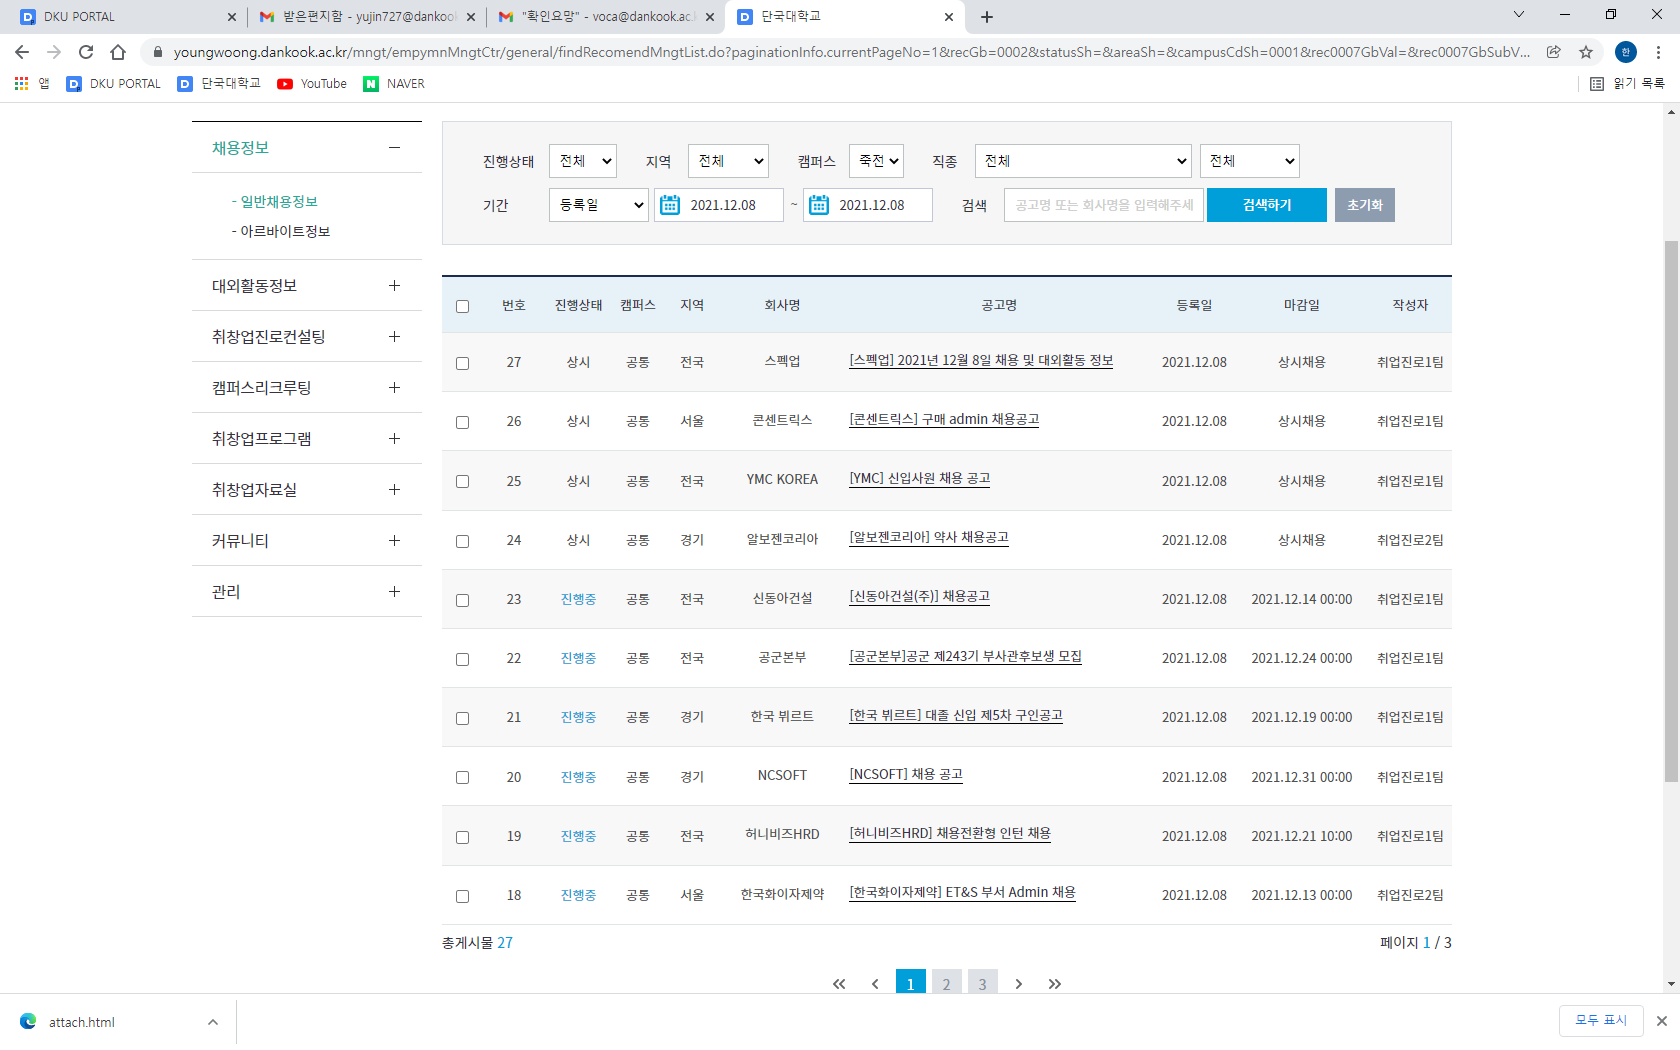 DKU PORTAL
받은편지함 - yujin727@dankook
"확인요망" - voca@dankook.ac.k
단국대학교
youngwoong.dankook.ac.kr/mngt/empymnMngtCtr/general/findRecomendMngtList.do?paginationInfo.currentPageNo=1&recGb=0002&statusSh=&areaSh=&campusCdSh=0001&rec0007GbVal=&rec0007GbSubV...
한
앱 DKU PORTAL 단국대학교 YouTube NAVER 읽기 목록
채용정보
- 일반채용정보
- 아르바이트정보
대외활동정보
취창업진로컨설팅
캠퍼스리크루팅
취창업프로그램
취창업자료실
커뮤니티
관리
진행상태 전체 지역 전체 캠퍼스 죽전 직종 전체 전체
기간 등록일 2021.12.08 ~ 2021.12.08 검색 공고명 또는 회사명을 입력해주세 검색하기 초기화
번호 진행상태 캠퍼스 지역 회사명 공고명 등록일 마감일 작성자
27 상시 공통 전국 스펙업 [스펙업] 2021년 12월 8일 채용 및 대외활동 정보 2021.12.08 상시채용 취업진로1팀
26 상시 공통 서울 콘센트릭스 [콘센트릭스] 구매 admin 채용공고 2021.12.08 상시채용 취업진로1팀
25 상시 공통 전국 YMC KOREA [YMC] 신입사원 채용 공고 2021.12.08 상시채용 취업진로1팀
24 상시 공통 경기 알보젠코리아 [알보젠코리아] 약사 채용공고 2021.12.08 상시채용 취업진로2팀
23 진행중 공통 전국 신동아건설 [신동아건설(주)] 채용공고 2021.12.08 2021.12.14 00:00 취업진로1팀
22 진행중 공통 전국 공군본부 [공군본부]공군 제243기 부사관후보생 모집 2021.12.08 2021.12.24 00:00 취업진로1팀
21 진행중 공통 경기 한국 뷔르트 [한국 뷔르트] 대졸 신입 제5차 구인공고 2021.12.08 2021.12.19 00:00 취업진로1팀
20 진행중 공통 경기 NCSOFT [NCSOFT] 채용 공고 2021.12.08 2021.12.31 00:00 취업진로1팀
19 진행중 공통 전국 허니비즈HRD [허니비즈HRD] 채용전환형 인턴 채용 2021.12.08 2021.12.21 10:00 취업진로1팀
18 진행중 공통 서울 한국화이자제약 [한국화이자제약] ET&S 부서 Admin 채용 2021.12.08 2021.12.13 00:00 취업진로2팀
총게시물 27 페이지 1 / 3
1 2 3
attach.html 모두 표시